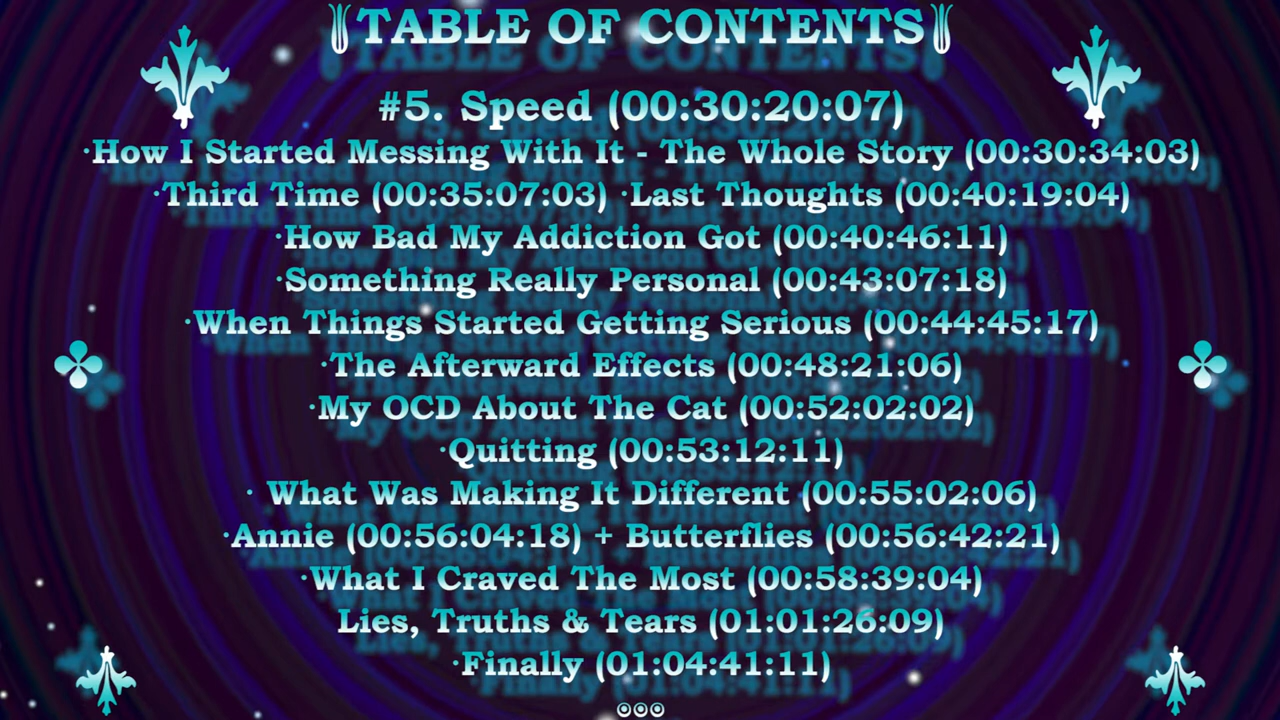 TABLE OF CONTENTS
#5. Speed (00:30:20:07)
·How I Started Messing With It - The Whole Story (00:30:34:03)
·Third Time (00:35:07:03) ·Last Thoughts (00:40:19:04)
·How Bad My Addiction Got (00:40:46:11)
·Something Really Personal (00:43:07:18)
·When Things Started Getting Serious (00:44:45:17)
·The Afterward Effects (00:48:21:06)
·My OCD About The Cat (00:52:02:02)
·Quitting (00:53:12:11)
· What Was Making It Different (00:55:02:06)
·Annie (00:56:04:18) + Butterflies (00:56:42:21)
·What I Craved The Most (00:58:39:04)
Lies, Truths & Tears (01:01:26:09)
·Finally (01:04:41:11)